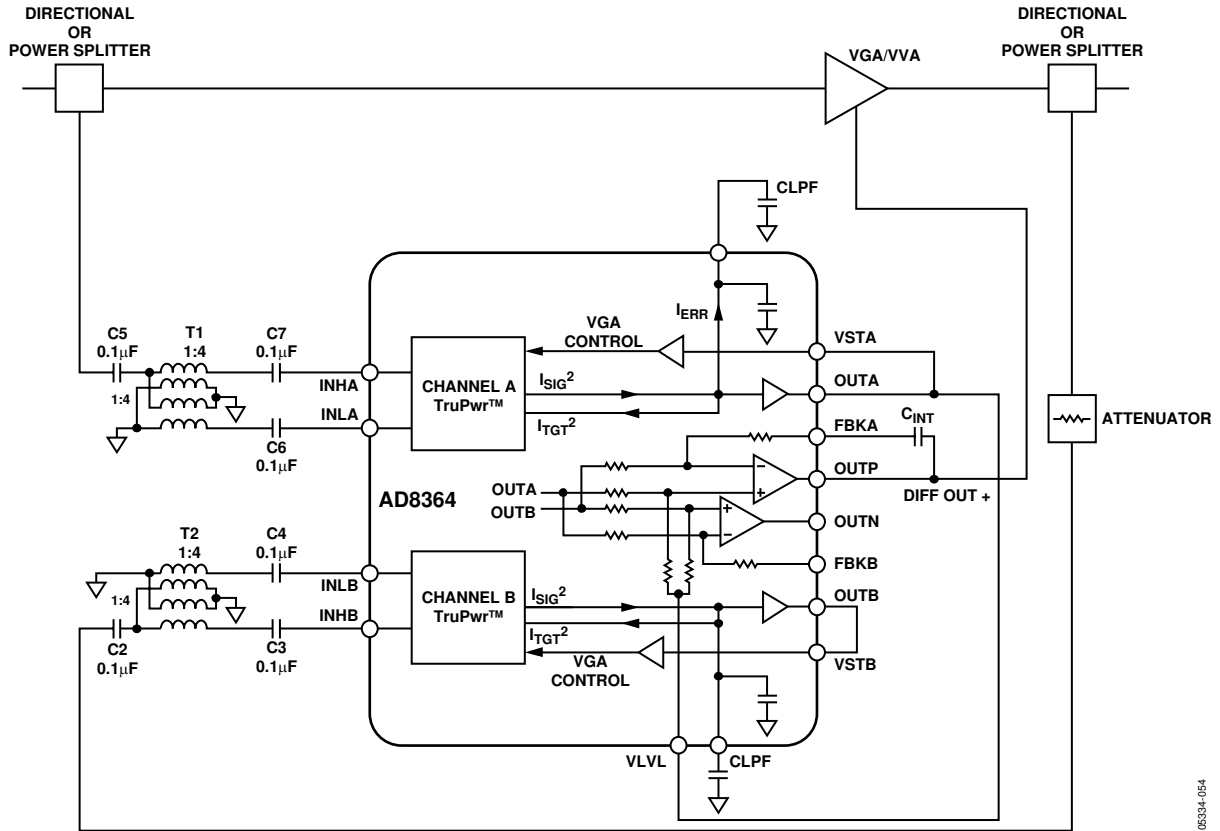 DIRECTIONAL
OR
POWER SPLITTER
DIRECTIONAL
OR
POWER SPLITTER
VGA/VVA
CLPF
C5
0.1μF
T1
1:4
C7
0.1μF
1:4
C6
0.1μF
INHA
INLA
CHANNEL A
TruPwr™
VGA
CONTROL
IERR
ISIG²
ITGT²
VSTA
OUTA
FBKA
CINT
OUTP
DIFF OUT +
OUTN
FBKB
OUTB
VSTB
ATTENUATOR
AD8364
OUTA
OUTB
T2
1:4
C4
0.1μF
1:4
C2
0.1μF
C3
0.1μF
INLB
INHB
CHANNEL B
TruPwr™
ISIG²
ITGT²
VGA
CONTROL
VLVL
CLPF
05334-054